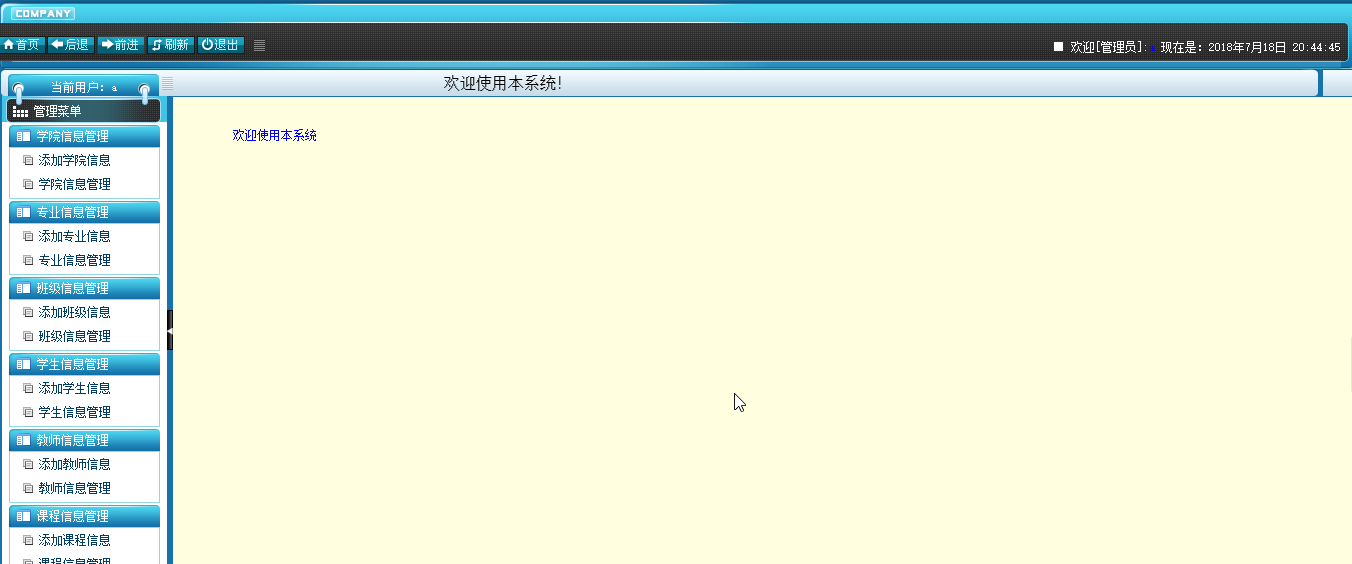 COMPANY
首页 后退 前进 刷新 退出
欢迎[管理员]: a 现在是: 2018年7月18日 20:44:45
当前用户: a
欢迎使用本系统!
管理菜单
欢迎使用本系统
学院信息管理
添加学院信息
学院信息管理
专业信息管理
添加专业信息
专业信息管理
班级信息管理
添加班级信息
班级信息管理
学生信息管理
添加学生信息
学生信息管理
教师信息管理
添加教师信息
教师信息管理
课程信息管理
添加课程信息
课程信息管理